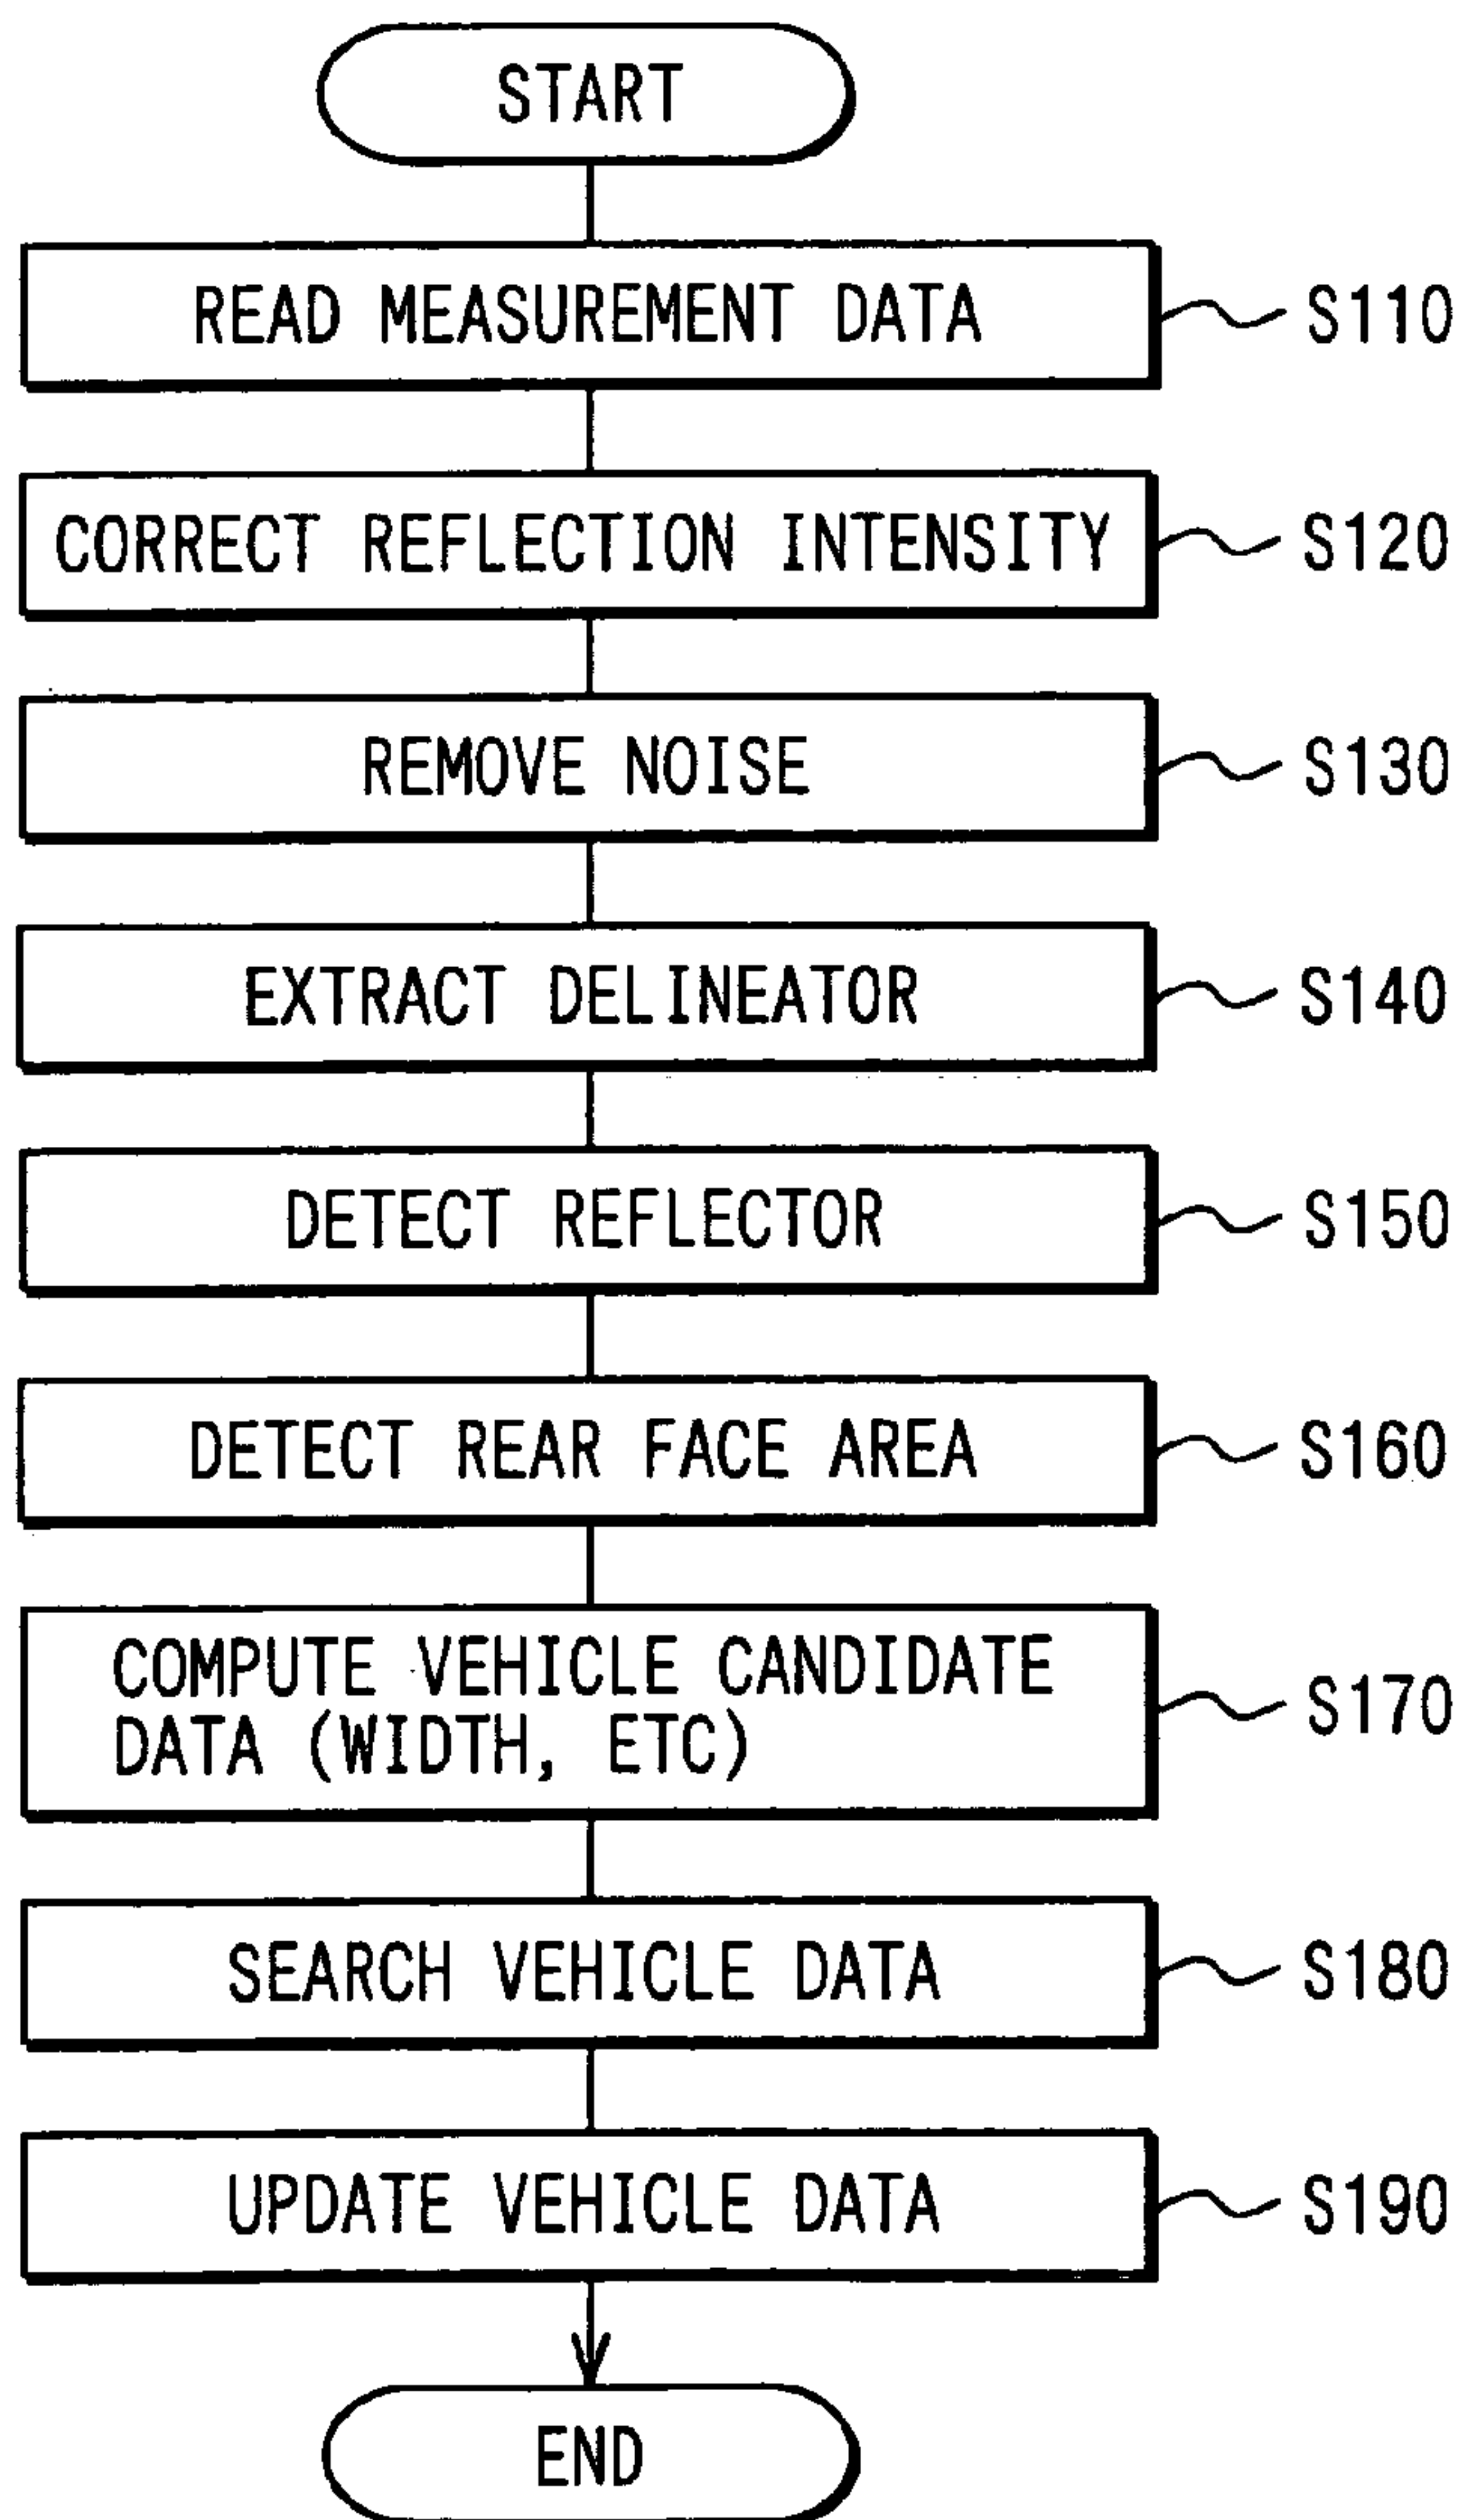 START
READ MEASUREMENT DATA S110
CORRECT REFLECTION INTENSITY S120
REMOVE NOISE S130
EXTRACT DELINEATOR S140
DETECT REFLECTOR S150
DETECT REAR FACE AREA S160
COMPUTE VEHICLE CANDIDATE
DATA (WIDTH, ETC) S170
SEARCH VEHICLE DATA S180
UPDATE VEHICLE DATA S190
END